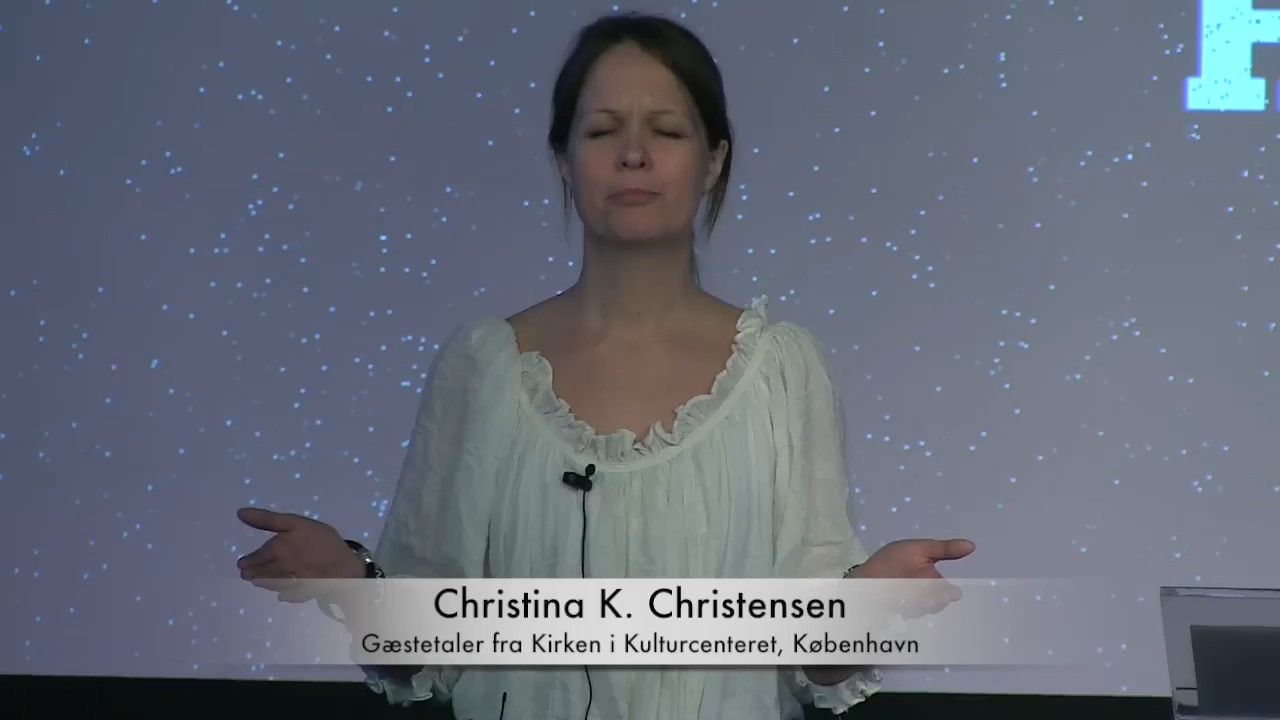 Christina K. Christensen
Gæstetaler fra Kirken i Kulturcenteret, København